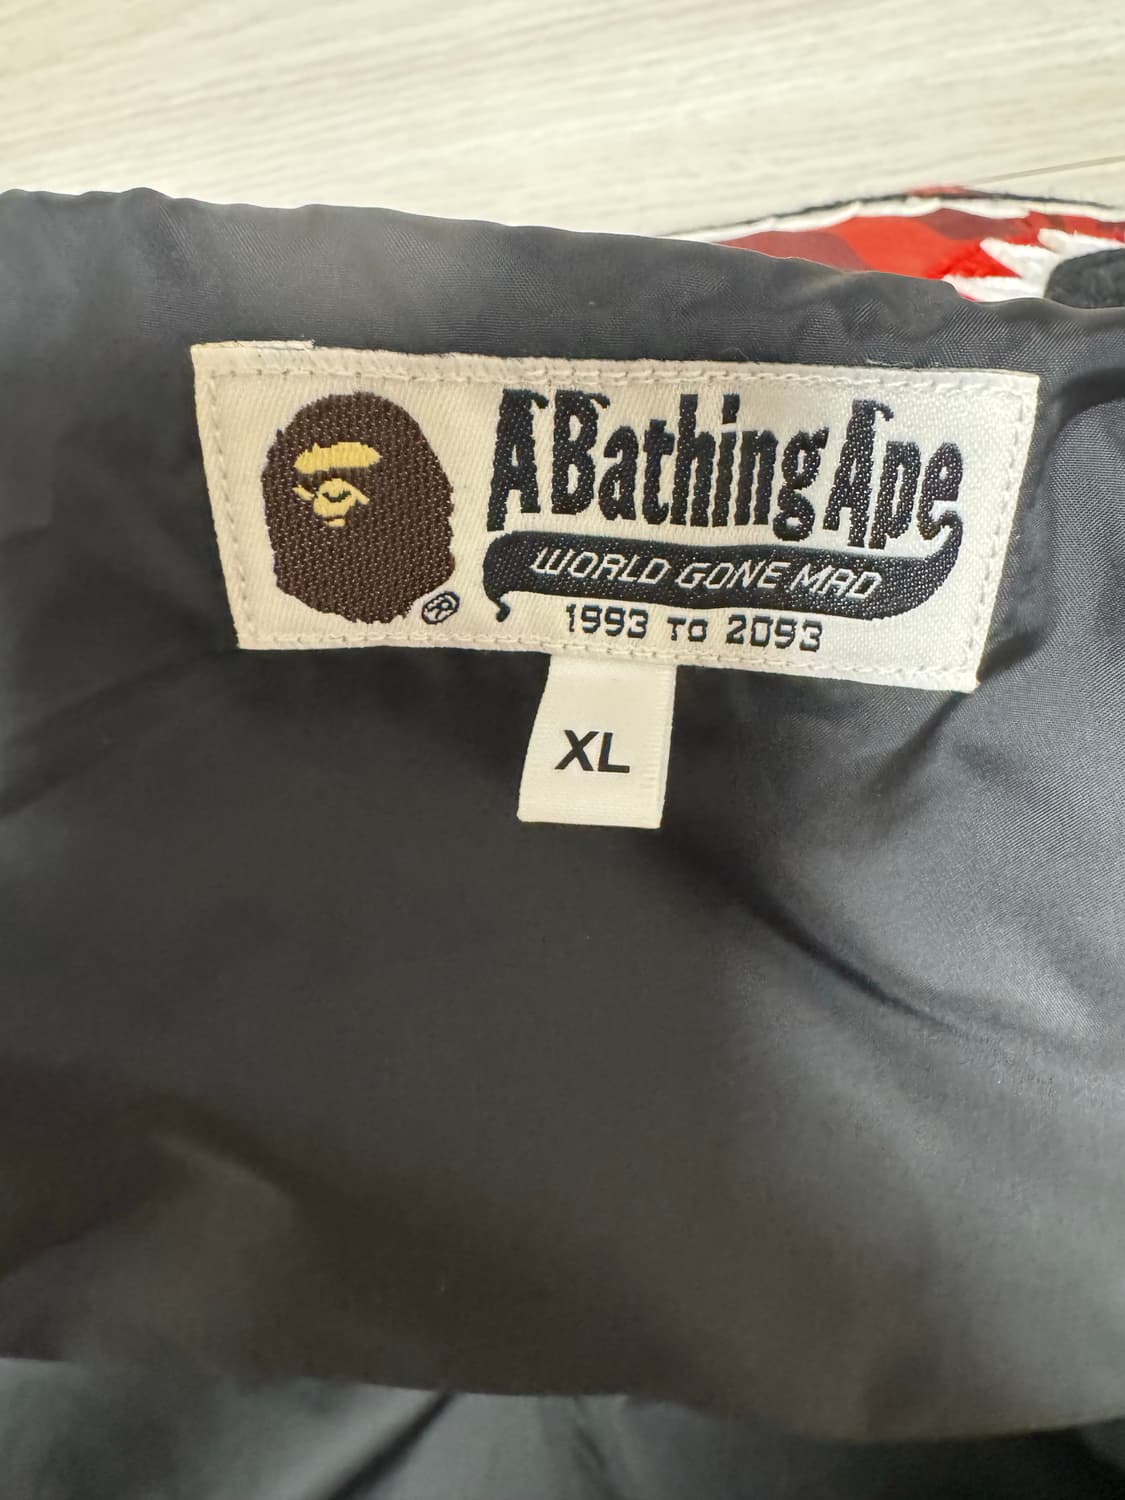 A Bathing Ape
WORLD GONE MAD
1993 TO 2093
®
XL